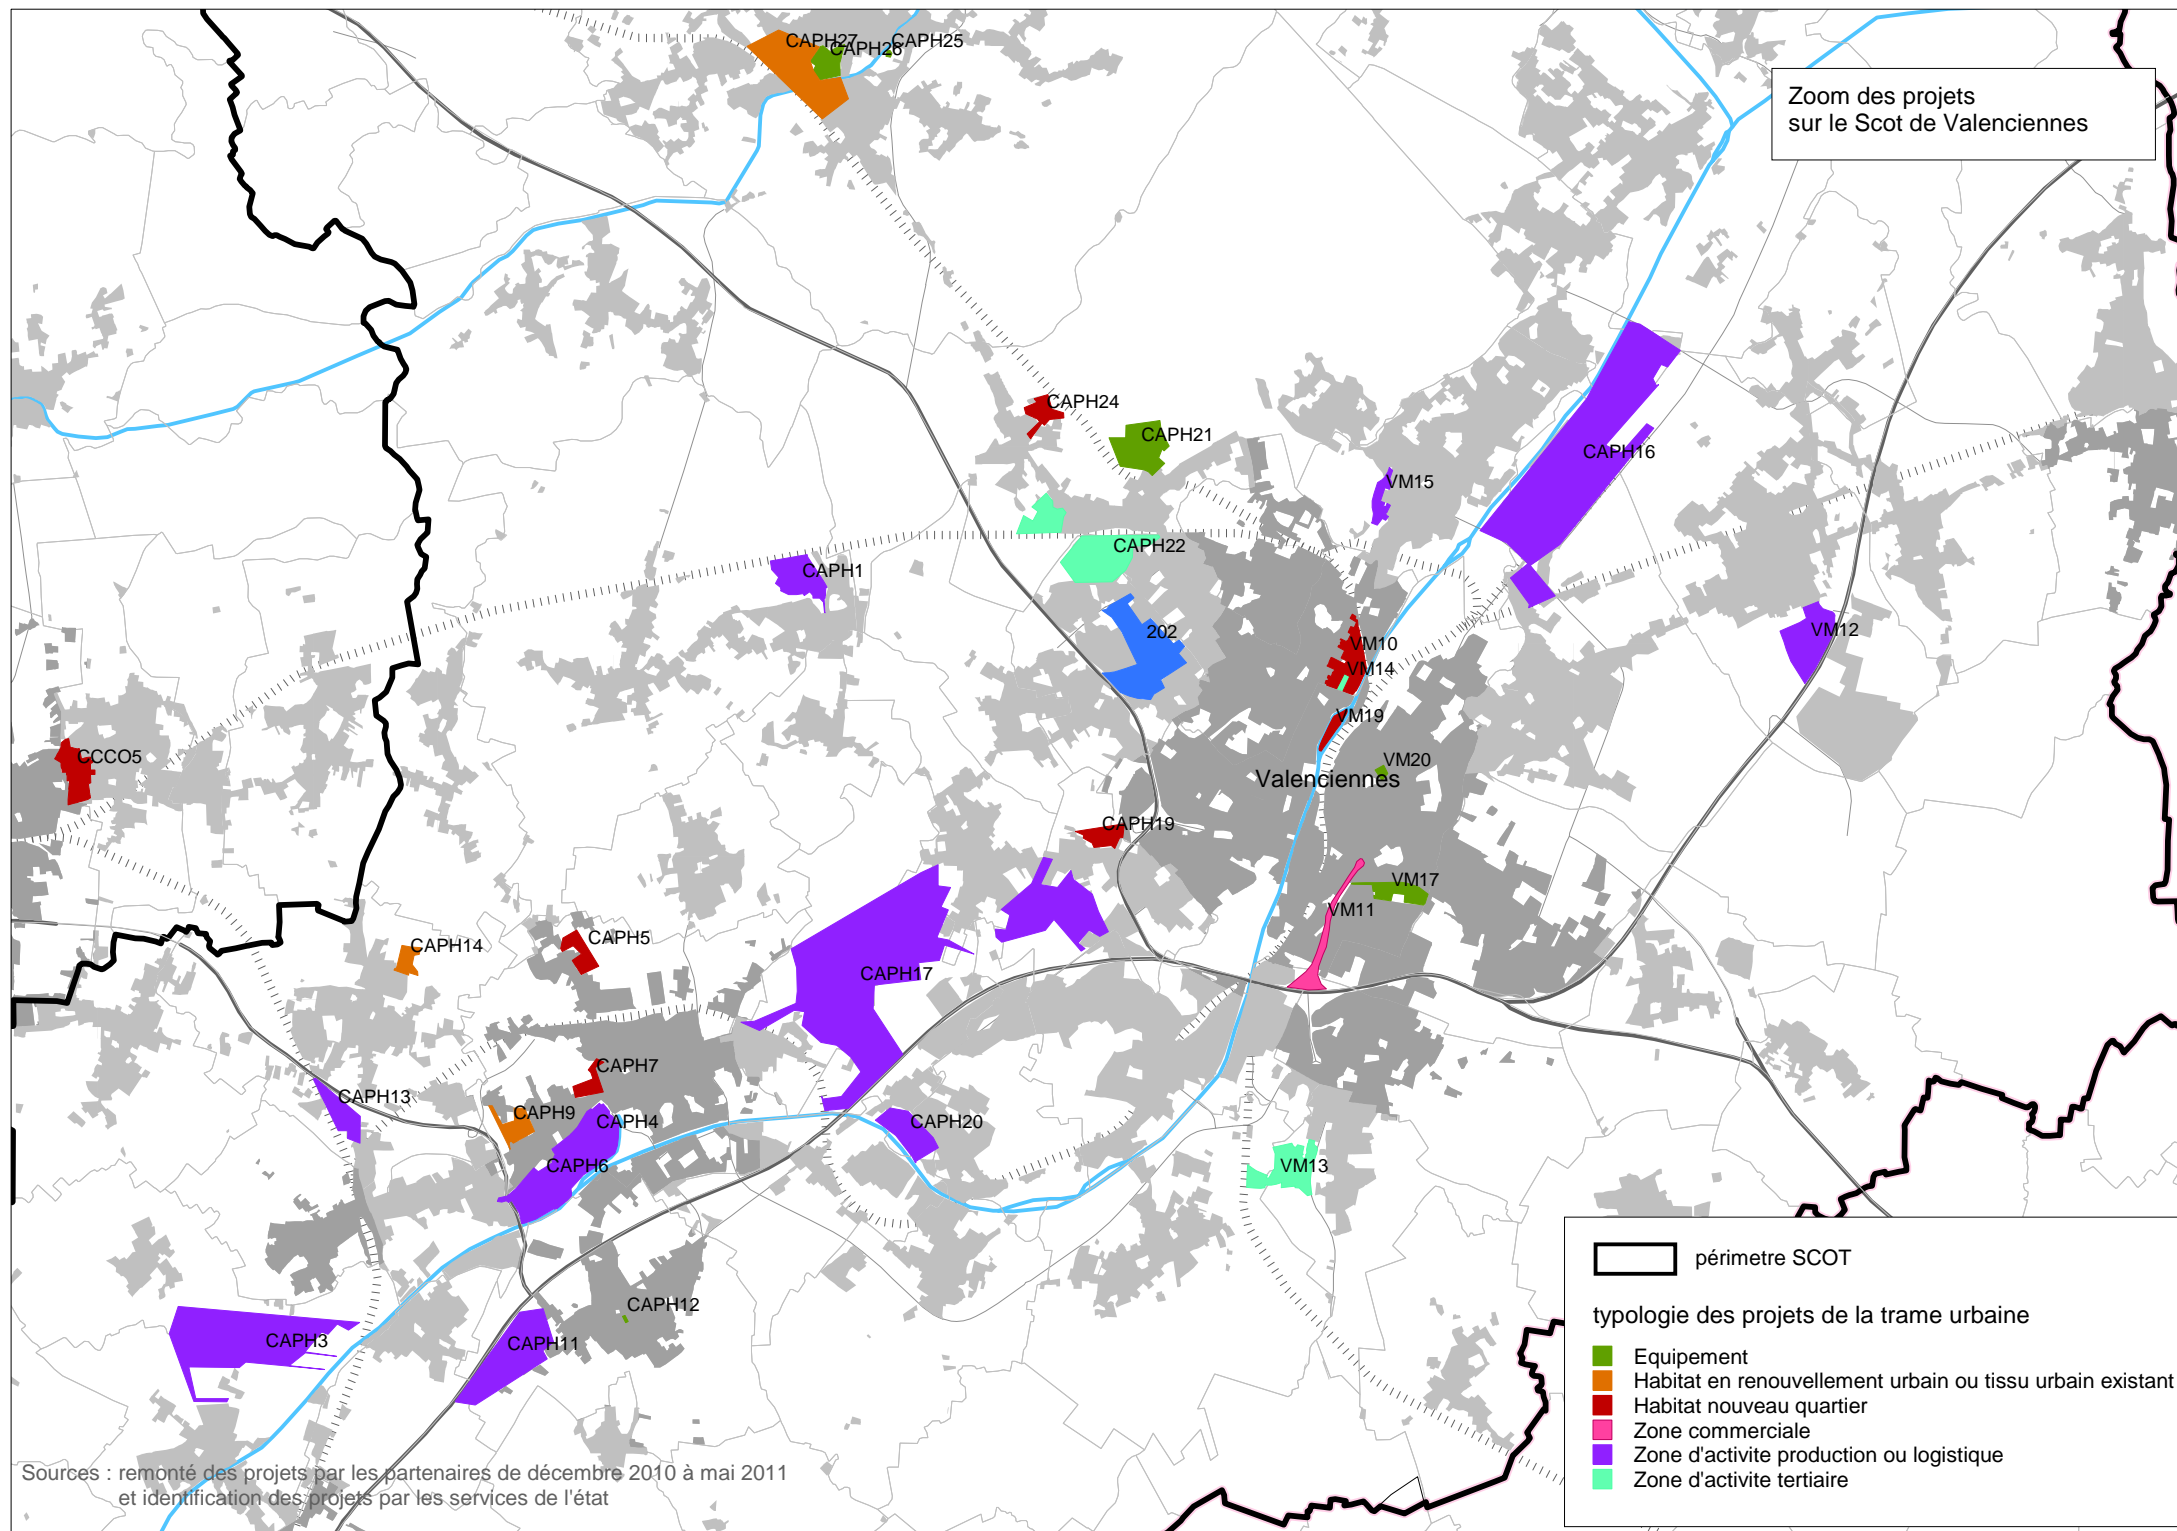 CAPH27
CAPH26
CAPH25
Zoom des projets
sur le Scot de Valenciennes
CAPH24
CAPH21
CAPH16
VM15
CAPH22
CAPH1
202
VM10
VM12
VM14
VM19
CCCO5
VM20
Valenciennes
CAPH19
VM17
VM11
CAPH5
CAPH14
CAPH17
CAPH7
CAPH13
CAPH9
CAPH4
CAPH20
CAPH6
VM13
CAPH12
CAPH3
CAPH11
périmetre SCOT
typologie des projets de la trame urbaine
Equipement
Habitat en renouvellement urbain ou tissu urbain existant
Habitat nouveau quartier
Zone commerciale
Zone d'activite production ou logistique
Zone d'activite tertiaire
Sources : remonté des projets par les partenaires de décembre 2010 à mai 2011
et identification des projets par les services de l'état